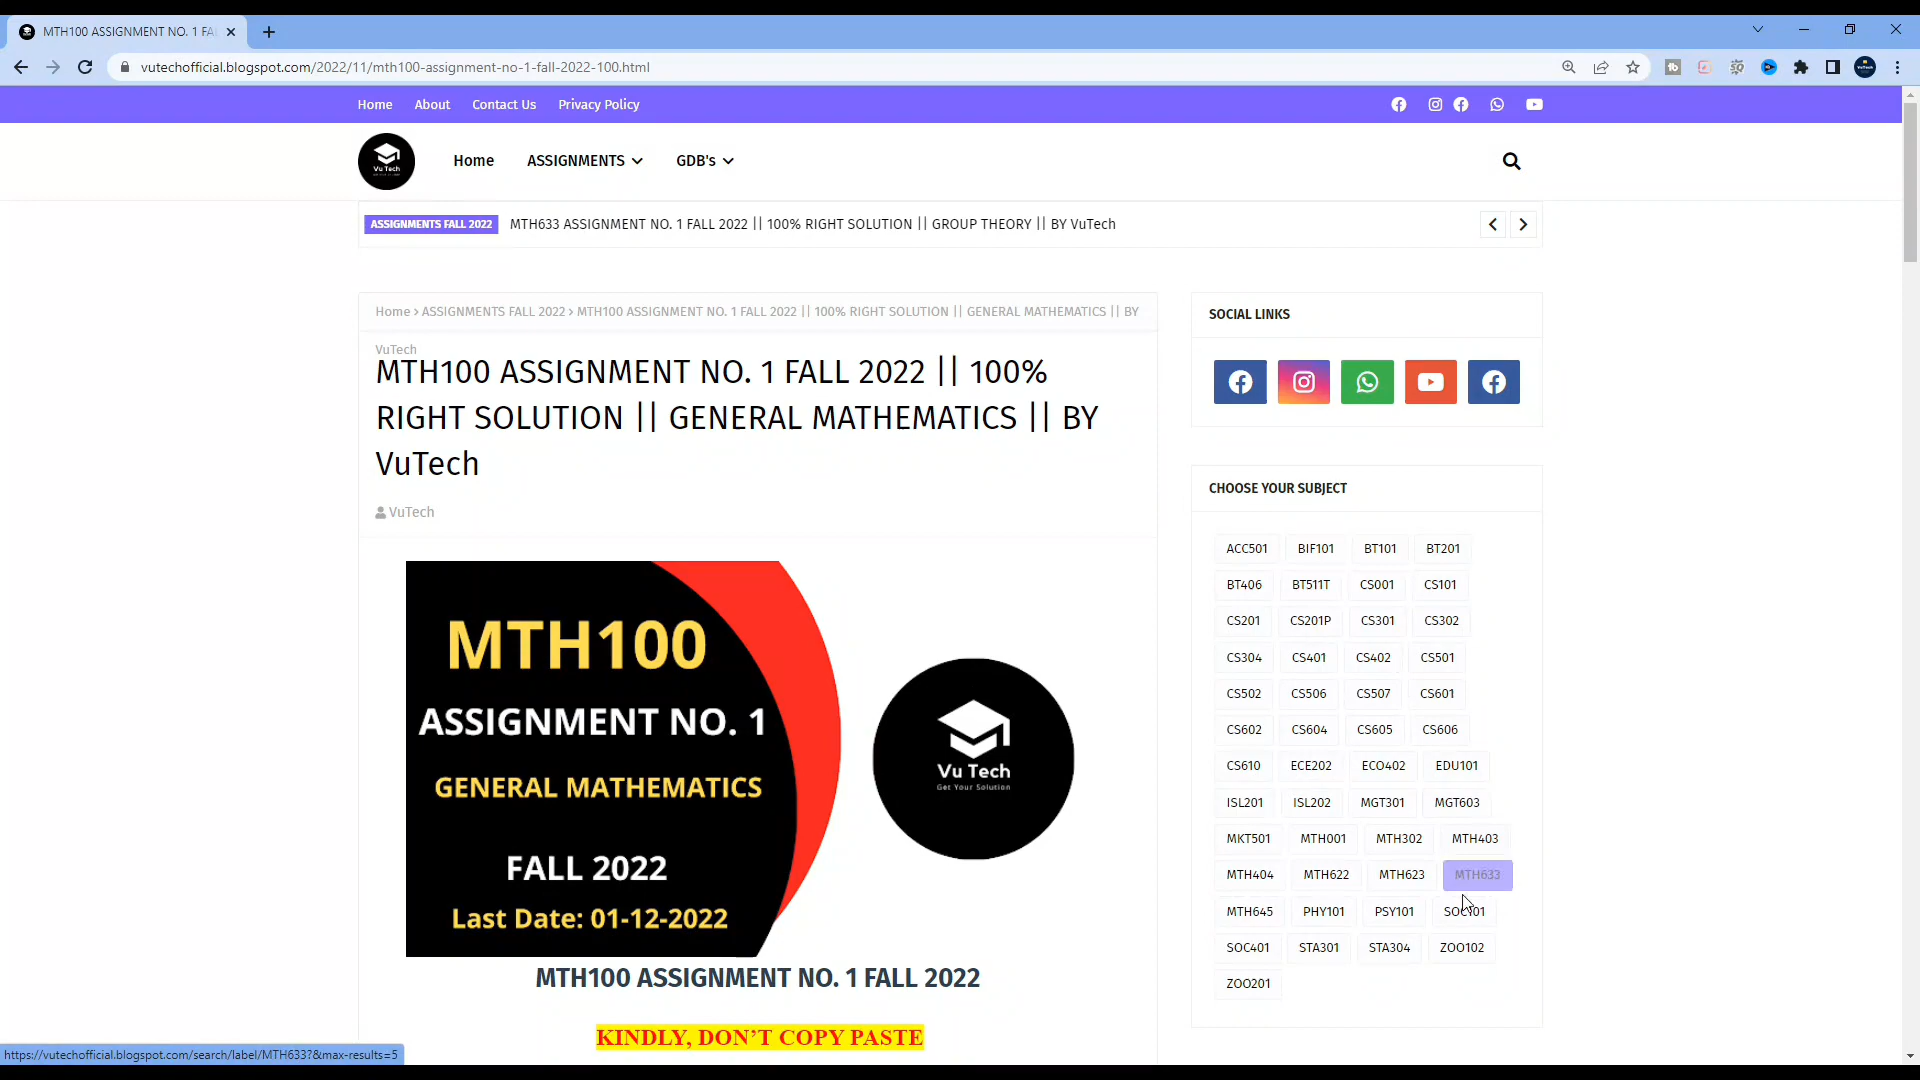 MTH100 ASSIGNMENT NO. 1 FA
vutechofficial.blogspot.com/2022/11/mth100-assignment-no-1-fall-2022-100.html
Home About Contact Us Privacy Policy
Vu Tech
Home ASSIGNMENTS GDB's
ASSIGNMENTS FALL 2022 MTH633 ASSIGNMENT NO. 1 FALL 2022 || 100% RIGHT SOLUTION || GROUP THEORY || BY VuTech
Home > ASSIGNMENTS FALL 2022 > MTH100 ASSIGNMENT NO. 1 FALL 2022 || 100% RIGHT SOLUTION || GENERAL MATHEMATICS || BY
VuTech
MTH100 ASSIGNMENT NO. 1 FALL 2022 || 100%
RIGHT SOLUTION || GENERAL MATHEMATICS || BY
VuTech
VuTech
MTH100
ASSIGNMENT NO. 1
GENERAL MATHEMATICS
FALL 2022
Last Date: 01-12-2022
Vu Tech
Get Your Solution
MTH100 ASSIGNMENT NO. 1 FALL 2022
KINDLY, DON'T COPY PASTE
SOCIAL LINKS
CHOOSE YOUR SUBJECT
ACC501 BIF101 BT101 BT201
BT406 BT511T CS001 CS101
CS201 CS201P CS301 CS302
CS304 CS401 CS402 CS501
CS502 CS506 CS507 CS601
CS602 CS604 CS605 CS606
CS610 ECE202 ECO402 EDU101
ISL201 ISL202 MGT301 MGT603
MKT501 MTH001 MTH302 MTH403
MTH404 MTH622 MTH623 MTH633
MTH645 PHY101 PSY101 SOC101
SOC401 STA301 STA304 ZOO102
ZOO201
https://vutechofficial.blogspot.com/search/label/MTH633?&max-results=5